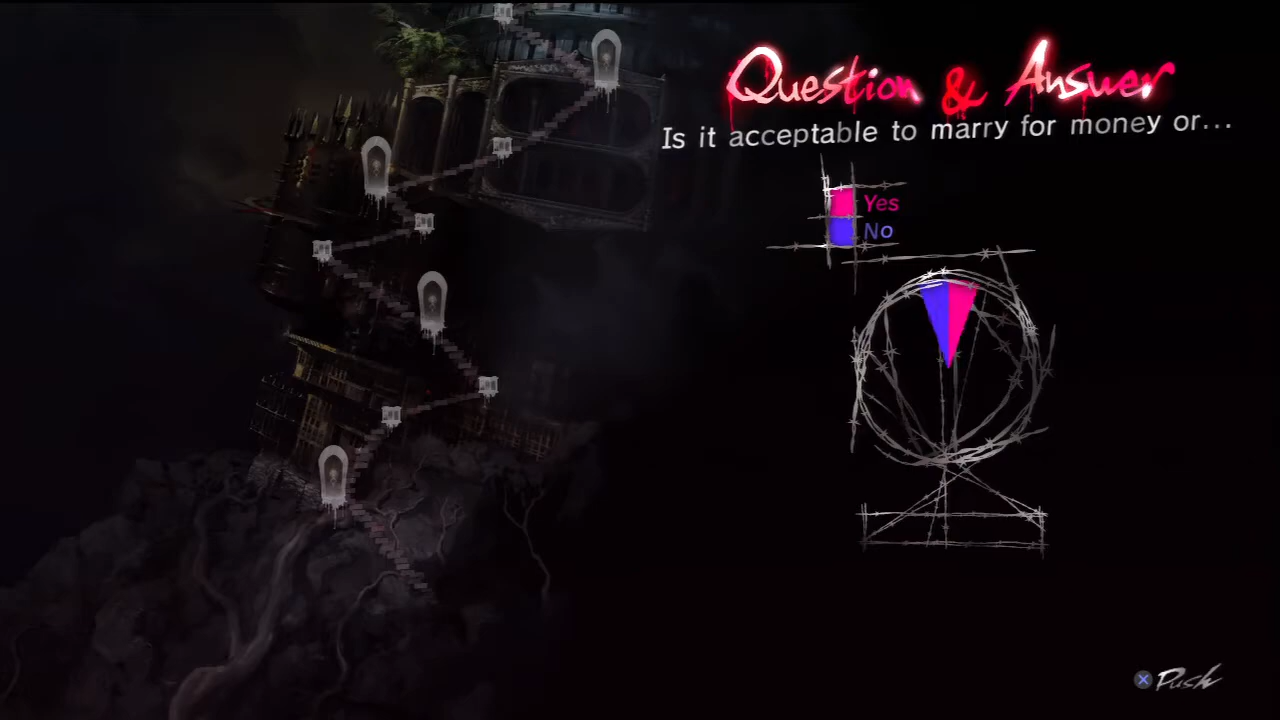 Question & Answer
Is it acceptable to marry for money or...
Yes
No
Push